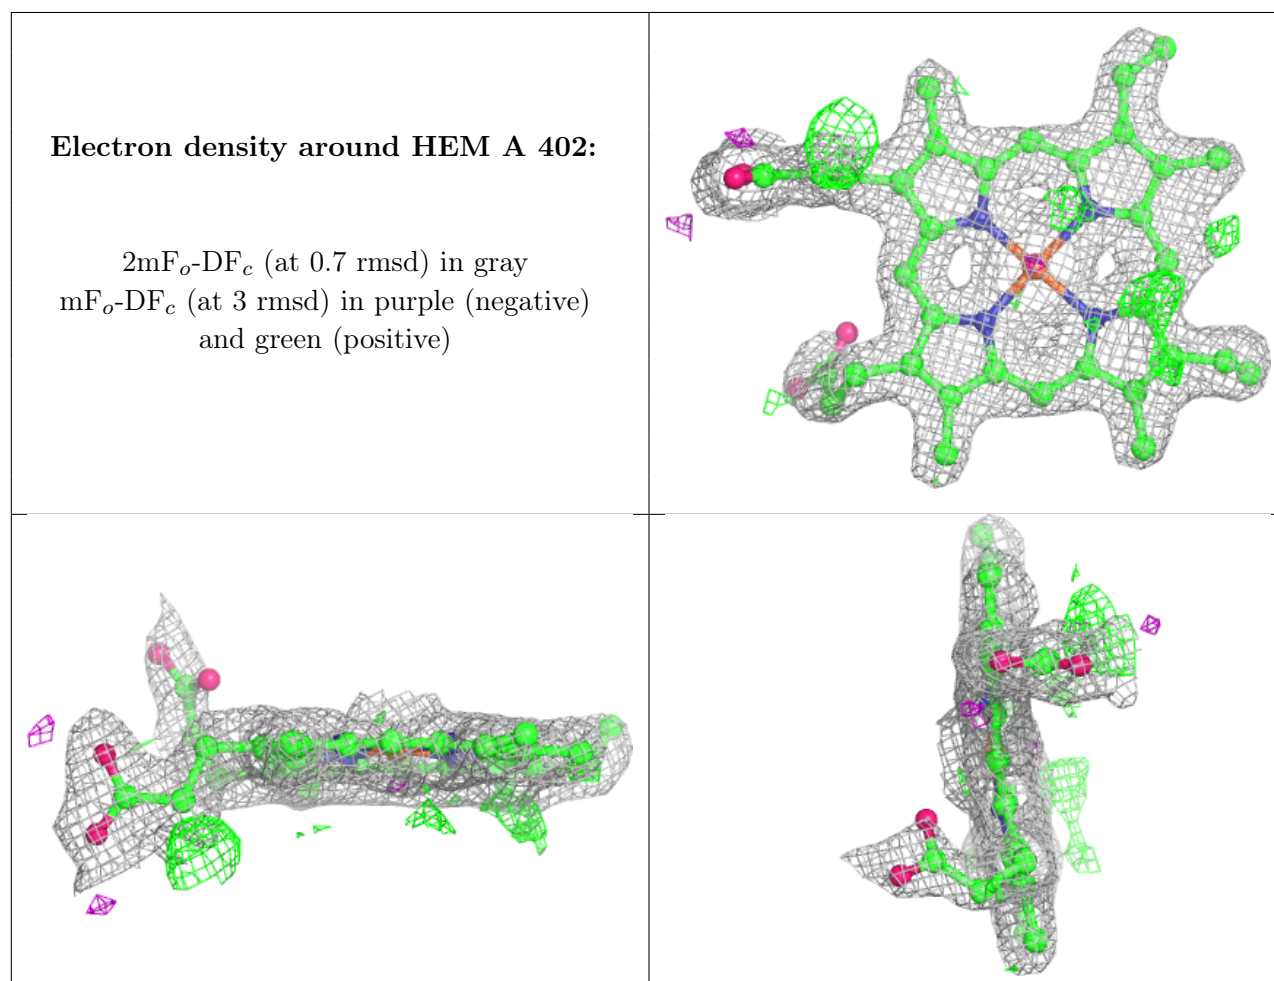 Electron density around HEM A 402:
2mFo-DFc (at 0.7 rmsd) in gray
mFo-DFc (at 3 rmsd) in purple (negative)
and green (positive)